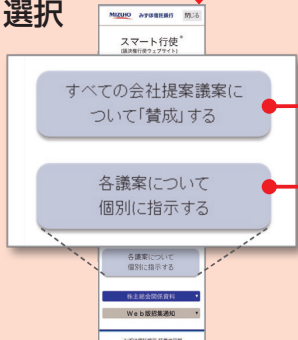 選択
MIZUHO みずほ信託銀行 閉じる
スマート行使®
(議決権行使ウェブサイト)
すべての会社提案議案に
ついて「賛成」する
各議案について
個別に指示する
各議案について
個別に指示する
株主総会関係資料
Web版招集通知